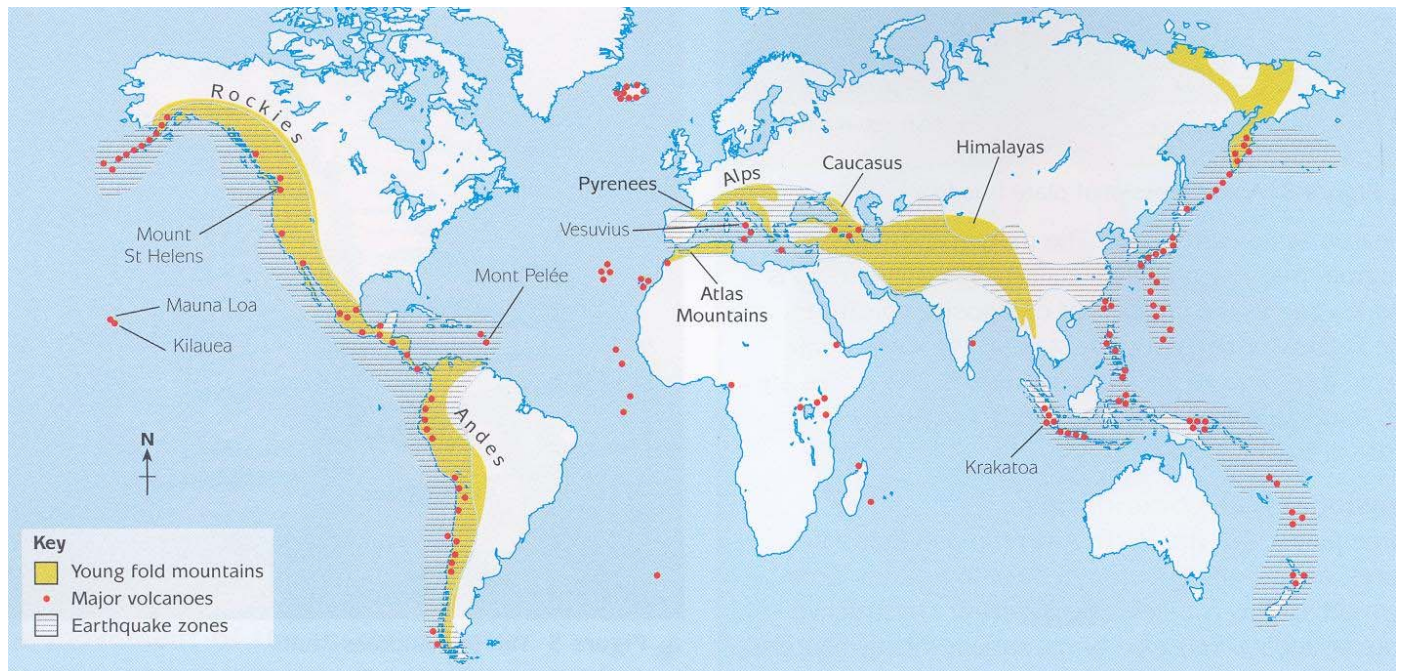 Rockies
Mount
St Helens
Mauna Loa
Kilauea
Mont Pelée
Andes
Pyrenees
Alps
Vesuvius
Atlas
Mountains
Caucasus
Himalayas
Krakatoa
N
Key
Young fold mountains
Major volcanoes
Earthquake zones